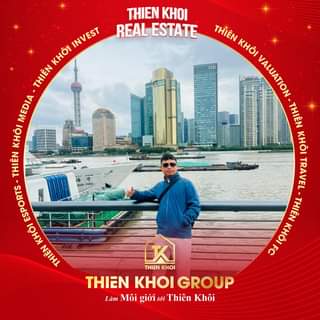 THIEN KHOI
REAL ESTATE
THIÊN KHÔI ESPORTS - THIÊN KHÔI MEDIA - THIÊN KHÔI INVEST
THIÊN KHÔI VALUATION - THIÊN KHÔI TRAVEL - THIÊN KHÔI FC
THIEN KHOI
THIEN KHOI GROUP
Làm Môi giới tới Thiên Khôi